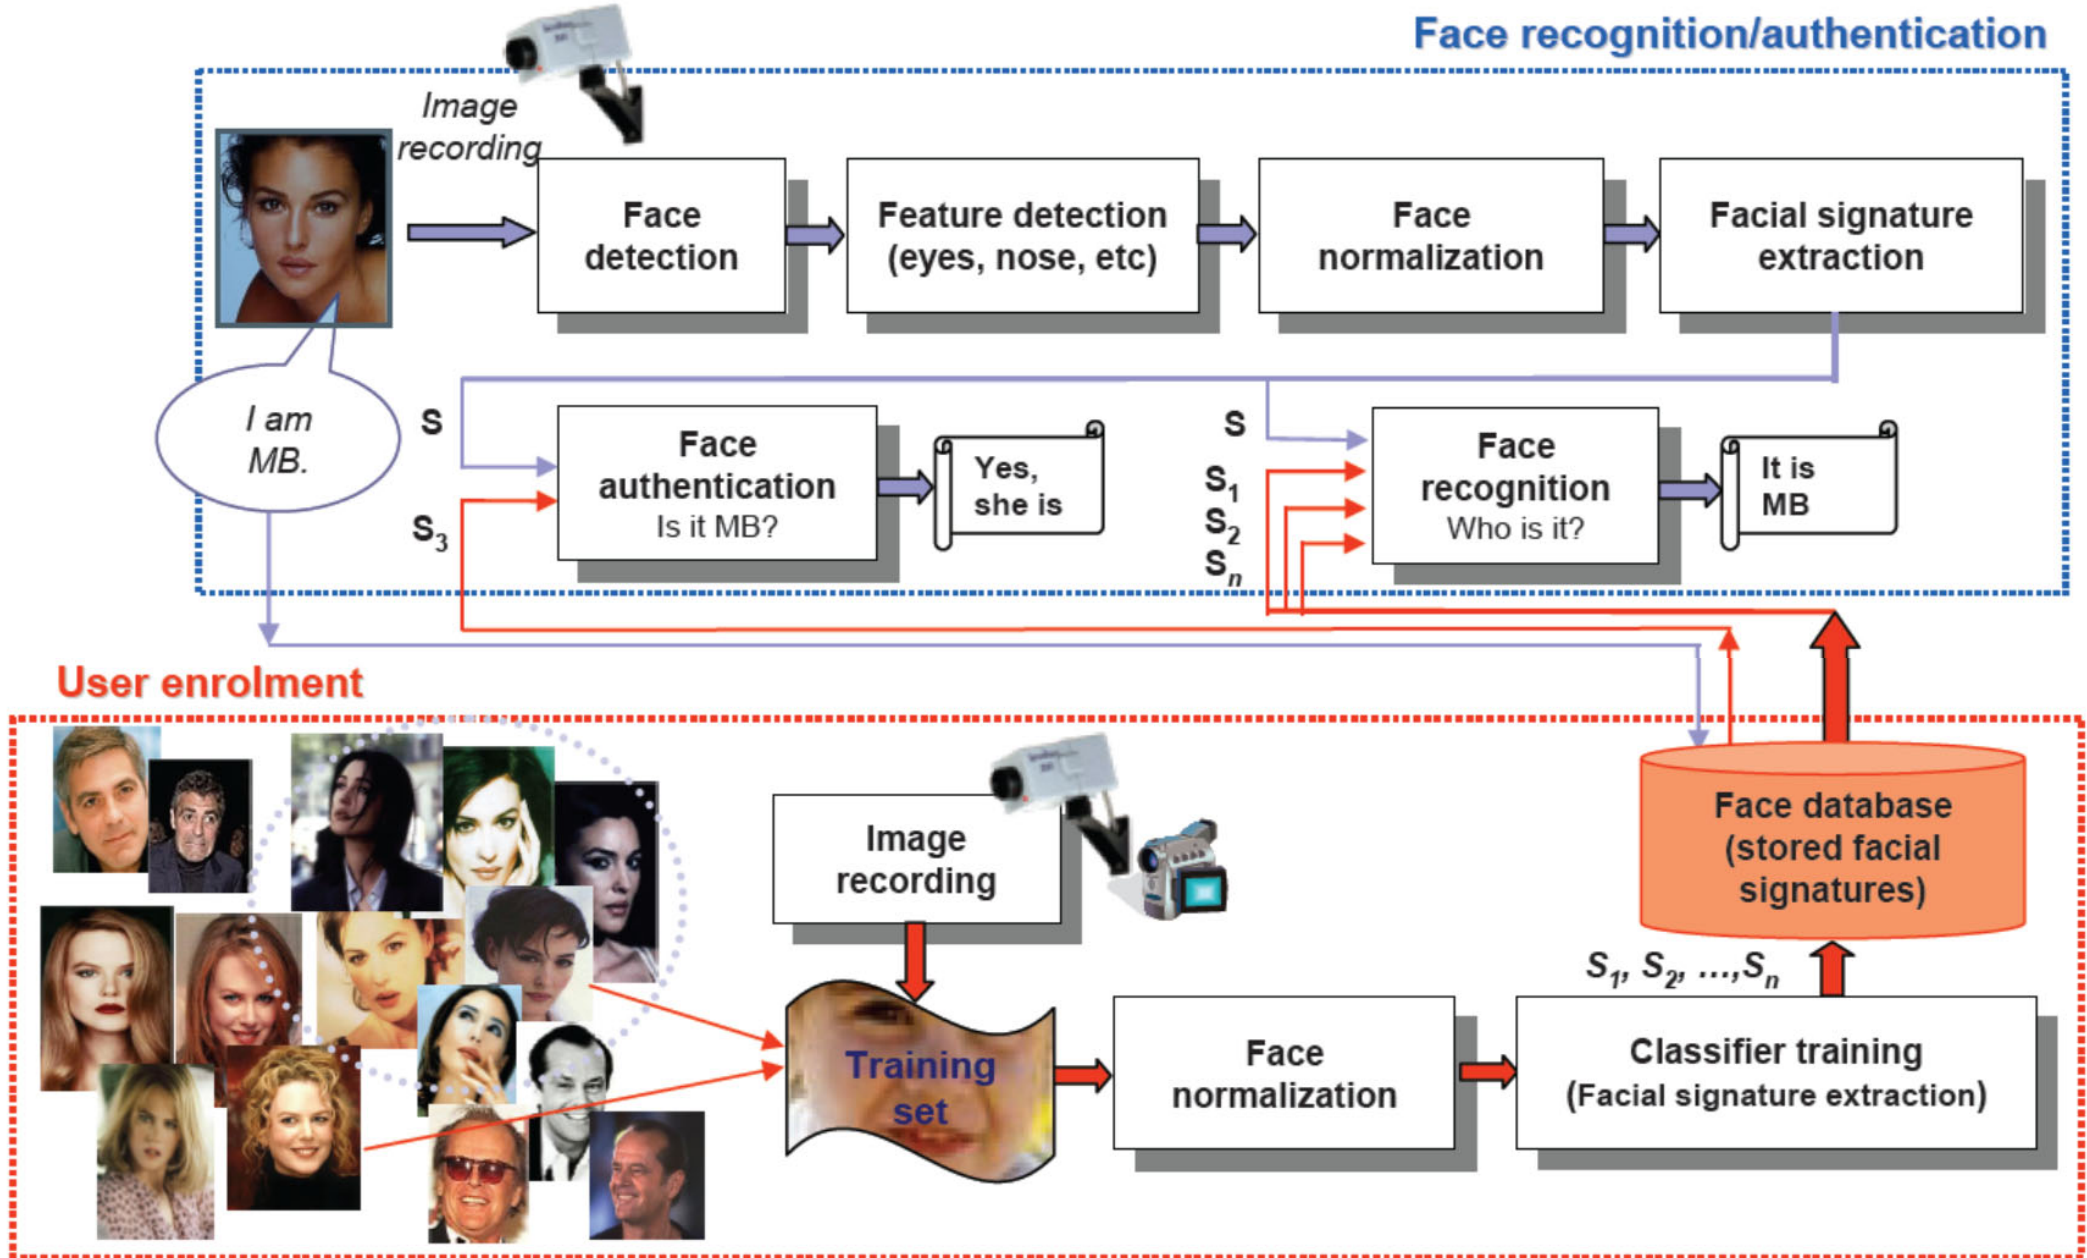 Face recognition/authentication
Image
recording
Face
detection
Feature detection
(eyes, nose, etc)
Face
normalization
Facial signature
extraction
I am
MB.
S
S3
Face
authentication
Is it MB?
Yes,
she is
S
S1
S2
Sn
Face
recognition
Who is it?
It is
MB
User enrolment
Image
recording
Training
set
Face
normalization
Classifier training
(Facial signature extraction)
S1, S2, ...,Sn
Face database
(stored facial
signatures)